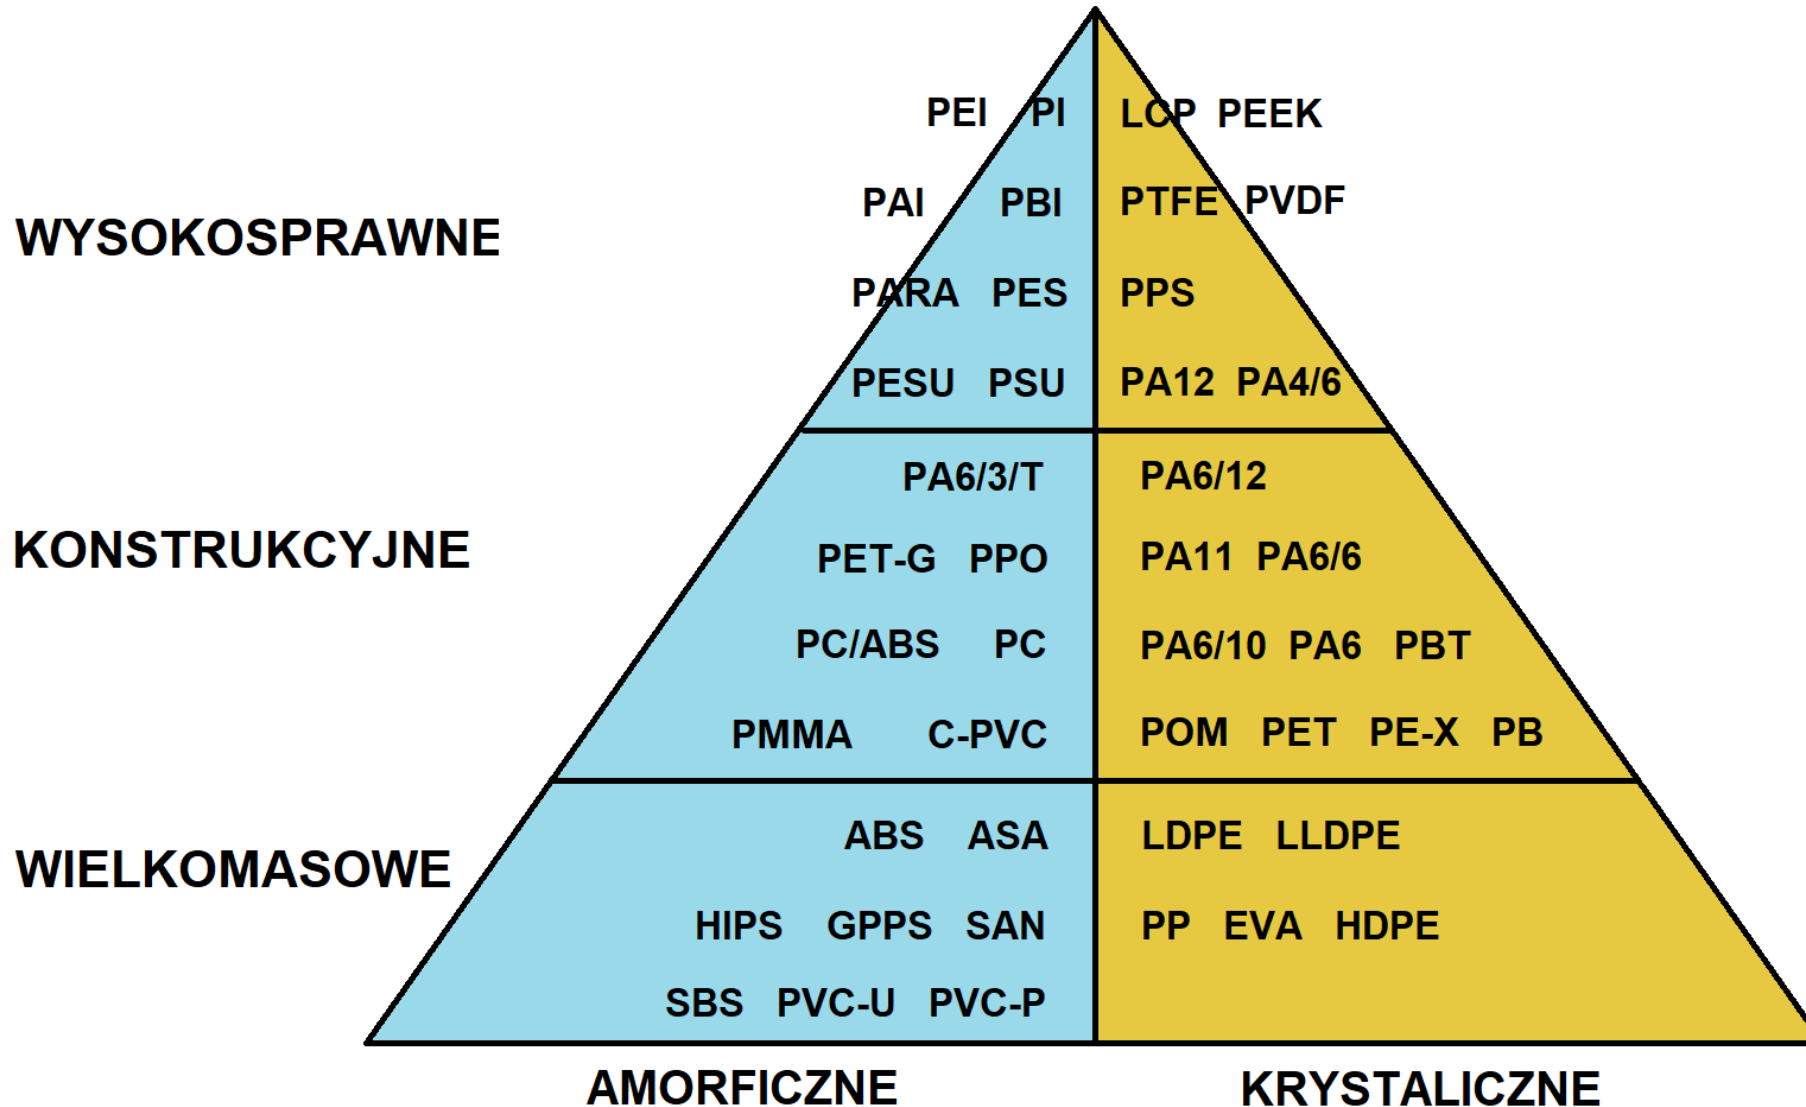 PEI PI LCP PEEK
PAI PBI PTFE PVDF
WYSOKOSPRAWNE
PARA PES PPS
PESU PSU PA12 PA4/6
PA6/3/T PA6/12
KONSTRUKCYJNE
PET-G PPO PA11 PA6/6
PC/ABS PC PA6/10 PA6 PBT
PMMA C-PVC POM PET PE-X PB
ABS ASA LDPE LLDPE
WIELKOMASOWE
HIPS GPPS SAN PP EVA HDPE
SBS PVC-U PVC-P
AMORFICZNE KRYSTALICZNE